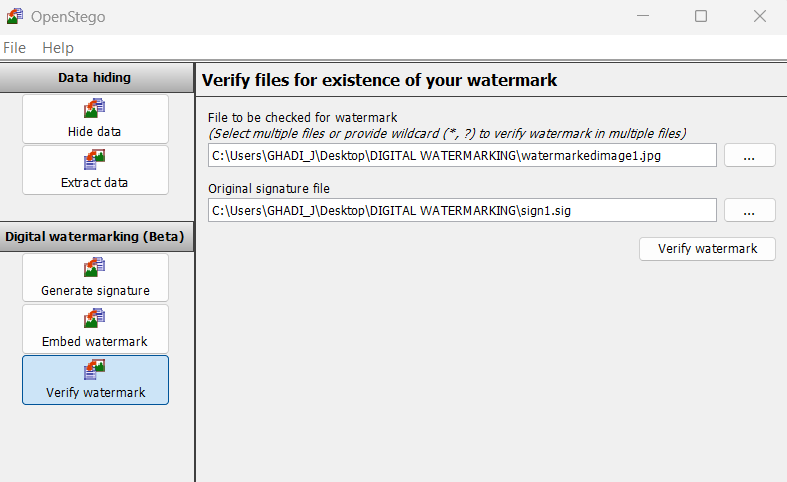 OpenStego
File Help
Data hiding
Hide data
Extract data
Digital watermarking (Beta)
Generate signature
Embed watermark
Verify watermark
Verify files for existence of your watermark
File to be checked for watermark
(Select multiple files or provide wildcard (*, ?) to verify watermark in multiple files)
C:\Users\GHADI_J\Desktop\DIGITAL WATERMARKING\watermarkedimage1.jpg
...
Original signature file
C:\Users\GHADI_J\Desktop\DIGITAL WATERMARKING\sign1.sig
...
Verify watermark